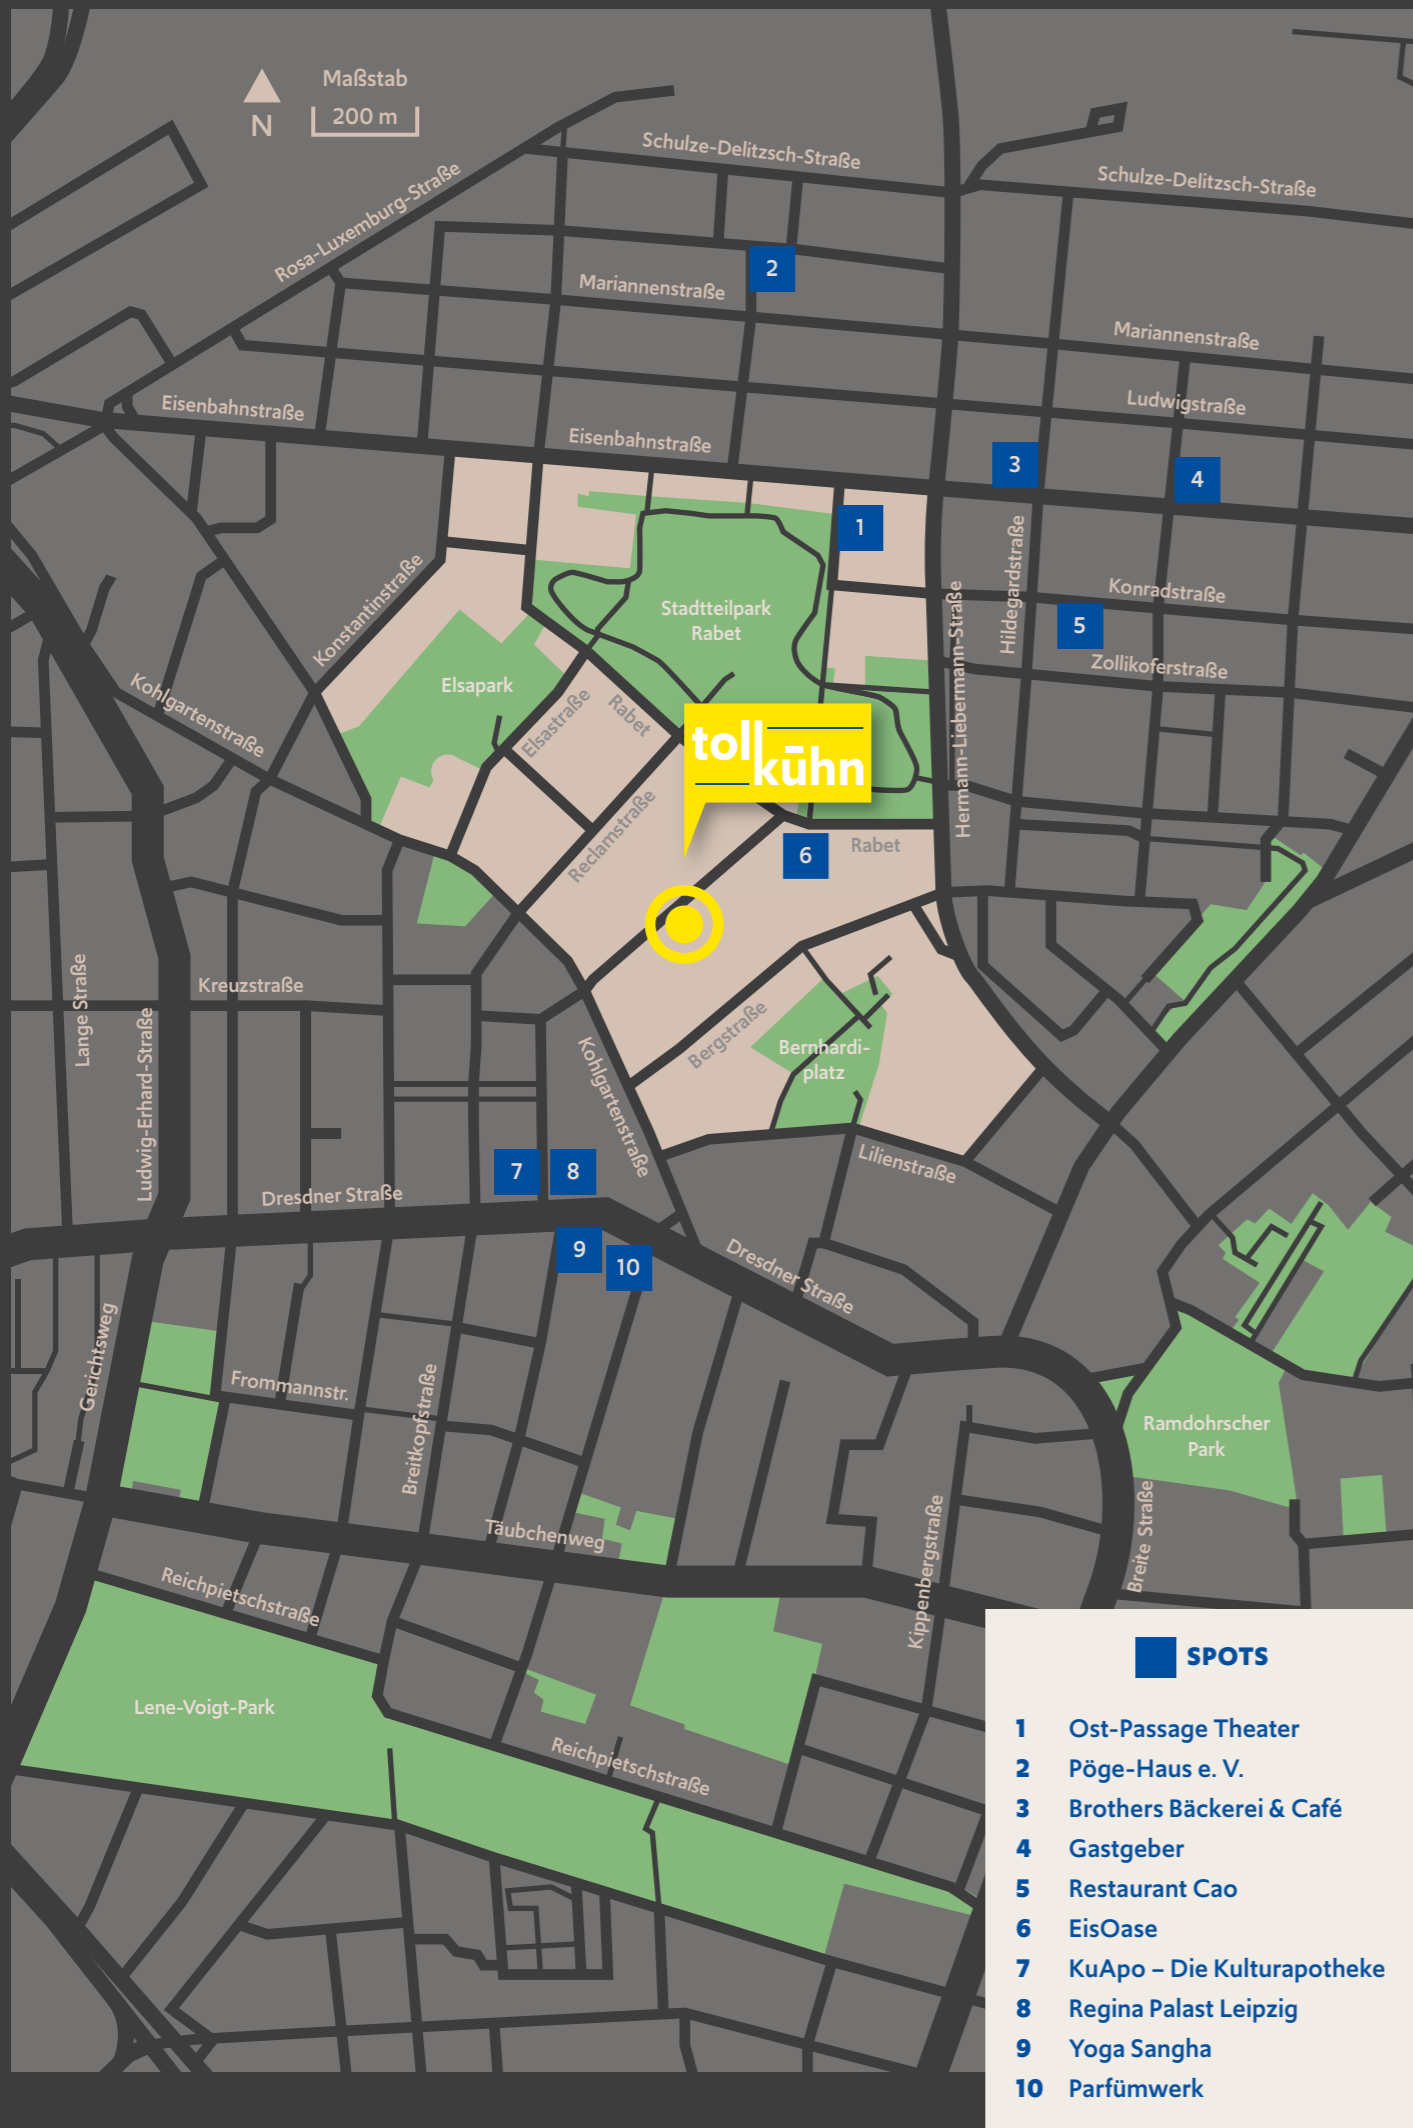 Maßstab
200 m
N
Schulze-Delitzsch-Straße
Schulze-Delitzsch-Straße
Rosa-Luxemburg-Straße
2
Mariannenstraße
Mariannenstraße
Eisenbahnstraße
Ludwigstraße
Eisenbahnstraße
3
4
1
Konstantinstraße
Stadtteilpark
Rabet
Hildegardstraße
Konradstraße
5
Zollikoferstraße
Hermann-Liebermann-Straße
Kohlgartenstraße
Elsapark
Elsastraße
Rabet
tollkühn
Reclamstraße
6
Rabet
Lange Straße
Kreuzstraße
Ludwig-Erhard-Straße
Bergstraße
Bernhardi-
platz
Kohlgartenstraße
Lilienstraße
7
8
Dresdner Straße
9
10
Dresdner Straße
Gerichtsweg
Frommannstr.
Breitkopfstraße
Ramdohrscher
Park
Täubchenweg
Kippenbergstraße
Breite Straße
Reichpietschstraße
Lene-Voigt-Park
Reichpietschstraße
SPOTS
1 Ost-Passage Theater
2 Pöge-Haus e. V.
3 Brothers Bäckerei & Café
4 Gastgeber
5 Restaurant Cao
6 EisOase
7 KuApo – Die Kulturapotheke
8 Regina Palast Leipzig
9 Yoga Sangha
10 Parfümwerk